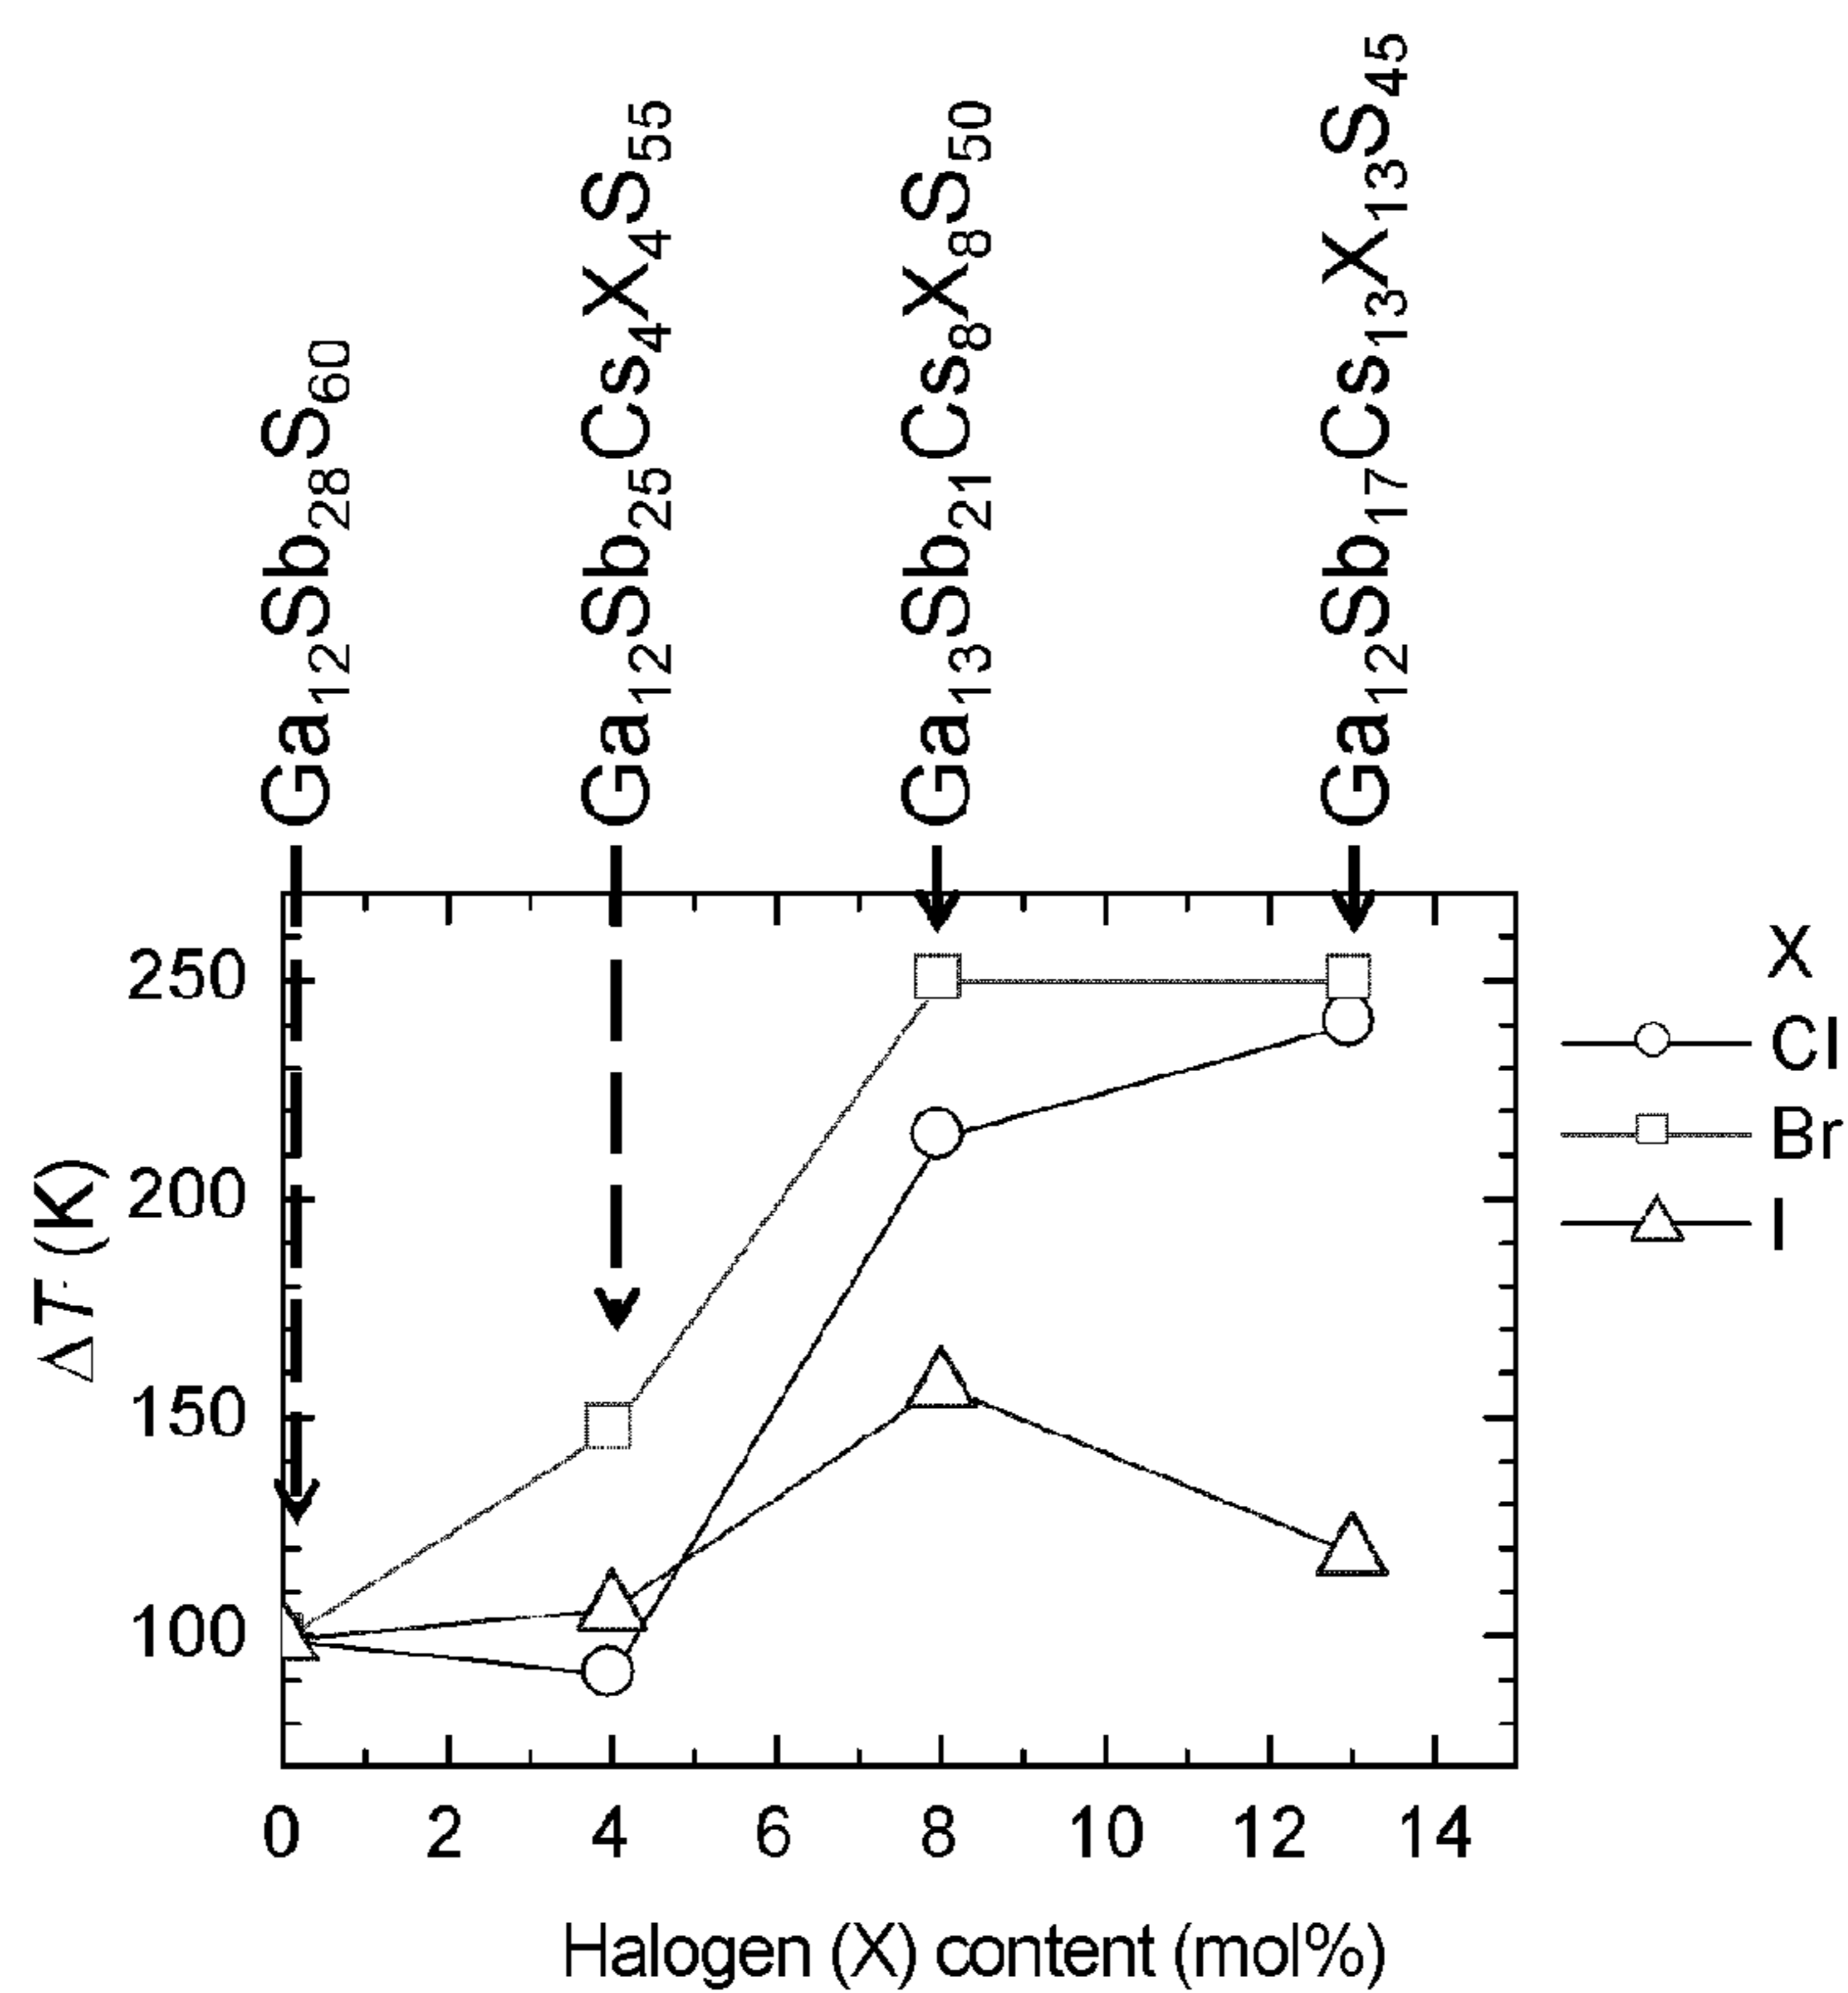 Ga₁₂Sb₂₈S₆₀
Ga₁₂Sb₂₅Cs₄X₄S₅₅
Ga₁₃Sb₂₁Cs₈X₈S₅₀
Ga₁₂Sb₁₇Cs₁₃X₁₃S₄₅
250
200
150
100
ΔT (K)
0 2 4 6 8 10 12 14
Halogen (X) content (mol%)
X
Cl
Br
I